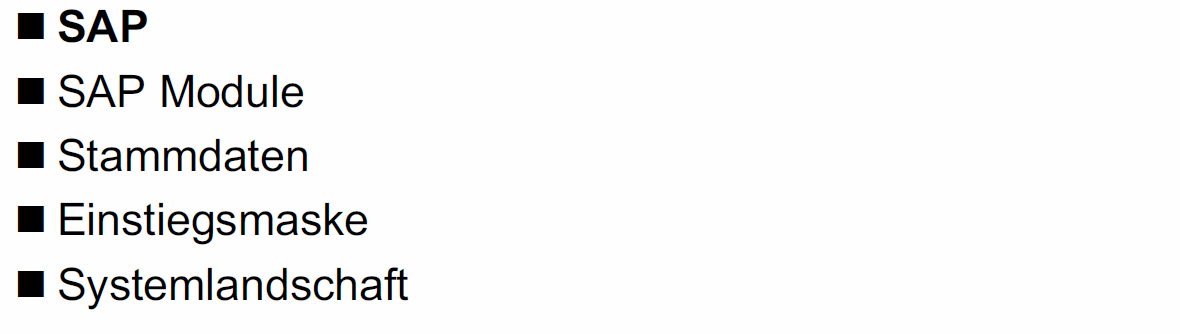 ■ SAP
■ SAP Module
■ Stammdaten
■ Einstiegsmaske
■ Systemlandschaft